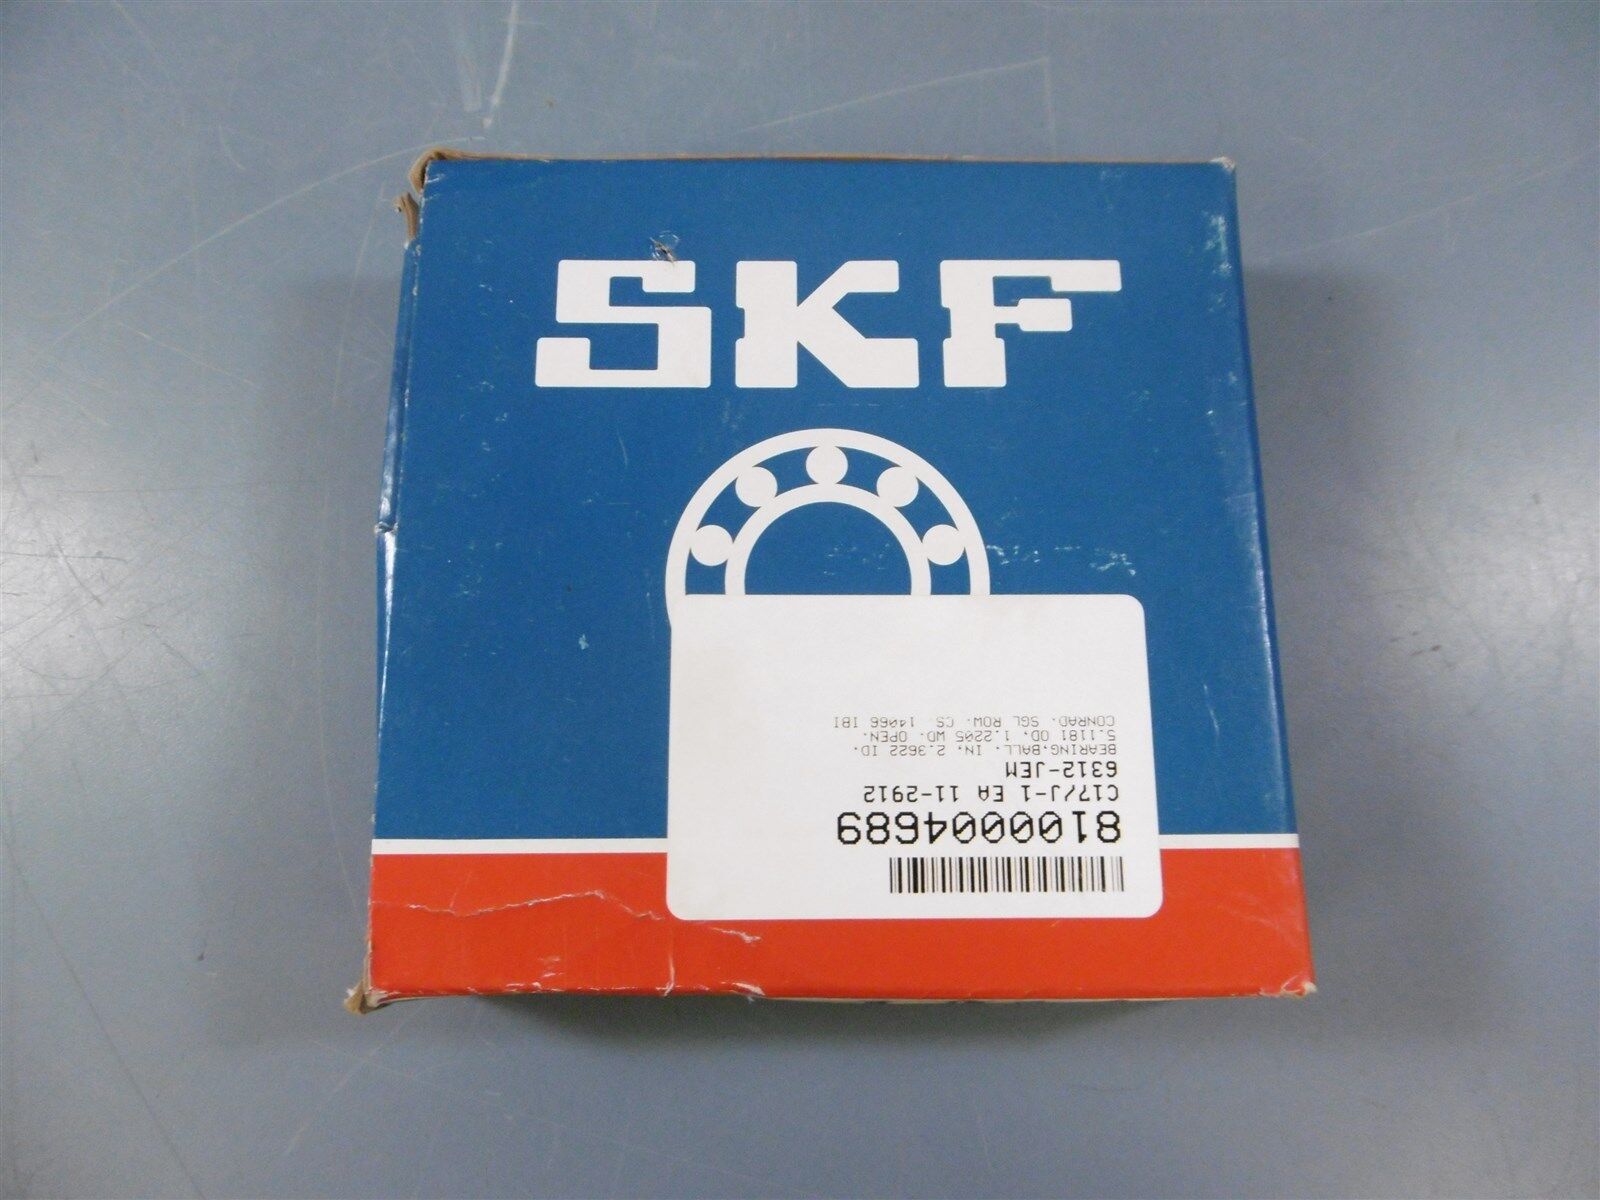 SKF
8100004689
C17/J-1 EA 11-2912
6312-JEM
BEARING,BALL. IN. 2.3622 ID.
5.1181 OD. 1.2205 WD. OPEN.
CONRAD. SGL ROW. CS. 14066 IBI